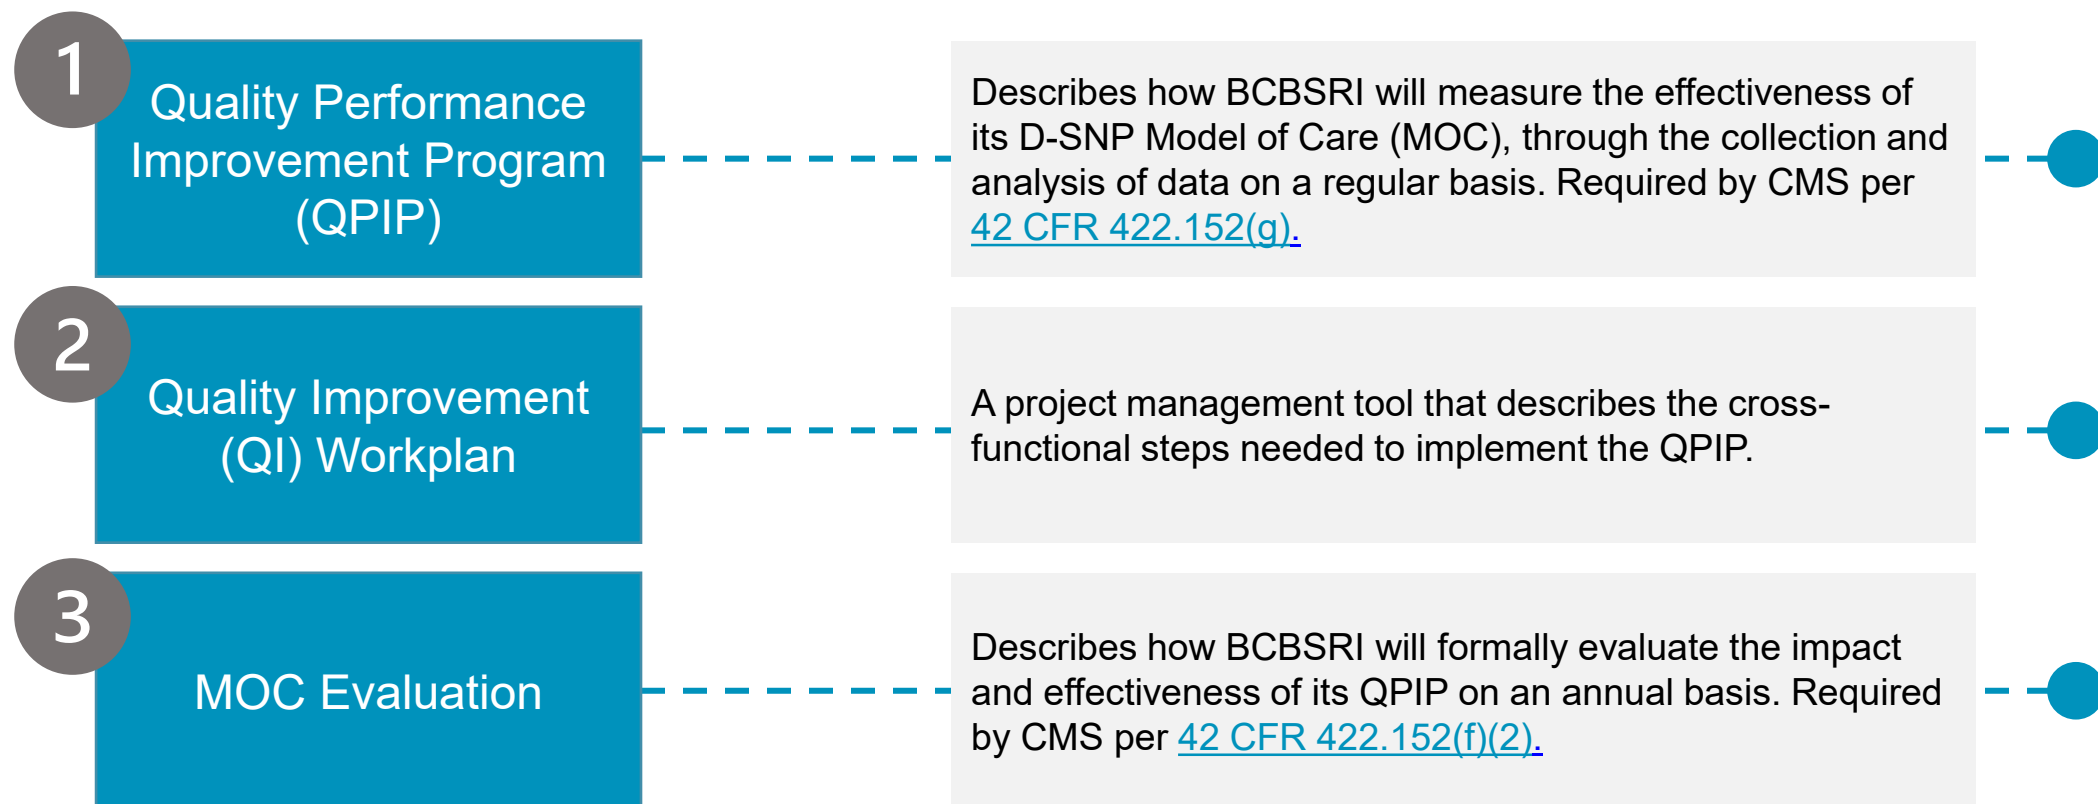 1
Quality Performance
Improvement Program
(QPIP)
Describes how BCBSRI will measure the effectiveness of
its D-SNP Model of Care (MOC), through the collection and
analysis of data on a regular basis. Required by CMS per
42 CFR 422.152(g).
2
Quality Improvement
(QI) Workplan
A project management tool that describes the cross-
functional steps needed to implement the QPIP.
3
MOC Evaluation
Describes how BCBSRI will formally evaluate the impact
and effectiveness of its QPIP on an annual basis. Required
by CMS per 42 CFR 422.152(f)(2).